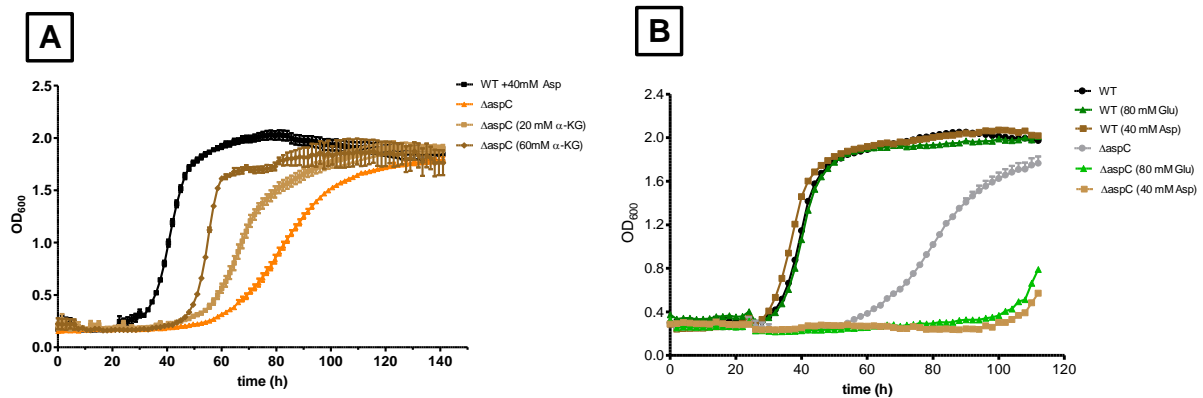 A
2.5
2.0
1.5
1.0
0.5
0.0
OD600
0 20 40 60 80 100 120 140
time (h)
WT +40mM Asp
ΔaspC
ΔaspC (20 mM α-KG)
ΔaspC (60mM α-KG)
B
2.4
2.0
1.6
1.2
0.8
0.4
0.0
OD600
0 20 40 60 80 100 120
time (h)
WT
WT (80 mM Glu)
WT (40 mM Asp)
ΔaspC
ΔaspC (80 mM Glu)
ΔaspC (40 mM Asp)